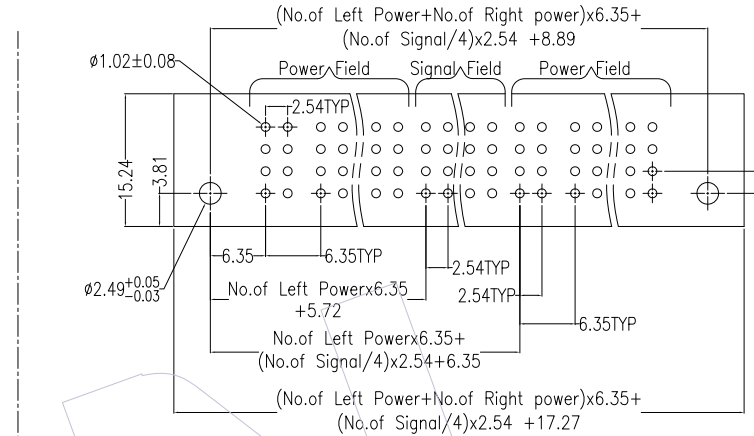 (No.of Left Power+No.of Right power)x6.35+
(No.of Signal/4)x2.54 +8.89
ø1.02±0.08
Power Field
Signal Field
Power Field
2.54TYP
15.24
3.81
6.35
6.35TYP
2.54TYP
ø2.49+0.05
-0.03
No.of Left Powerx6.35
+5.72
2.54TYP
6.35TYP
No.of Left Powerx6.35+
(No.of Signal/4)x2.54+6.35
(No.of Left Power+No.of Right power)x6.35+
(No.of Signal/4)x2.54 +17.27